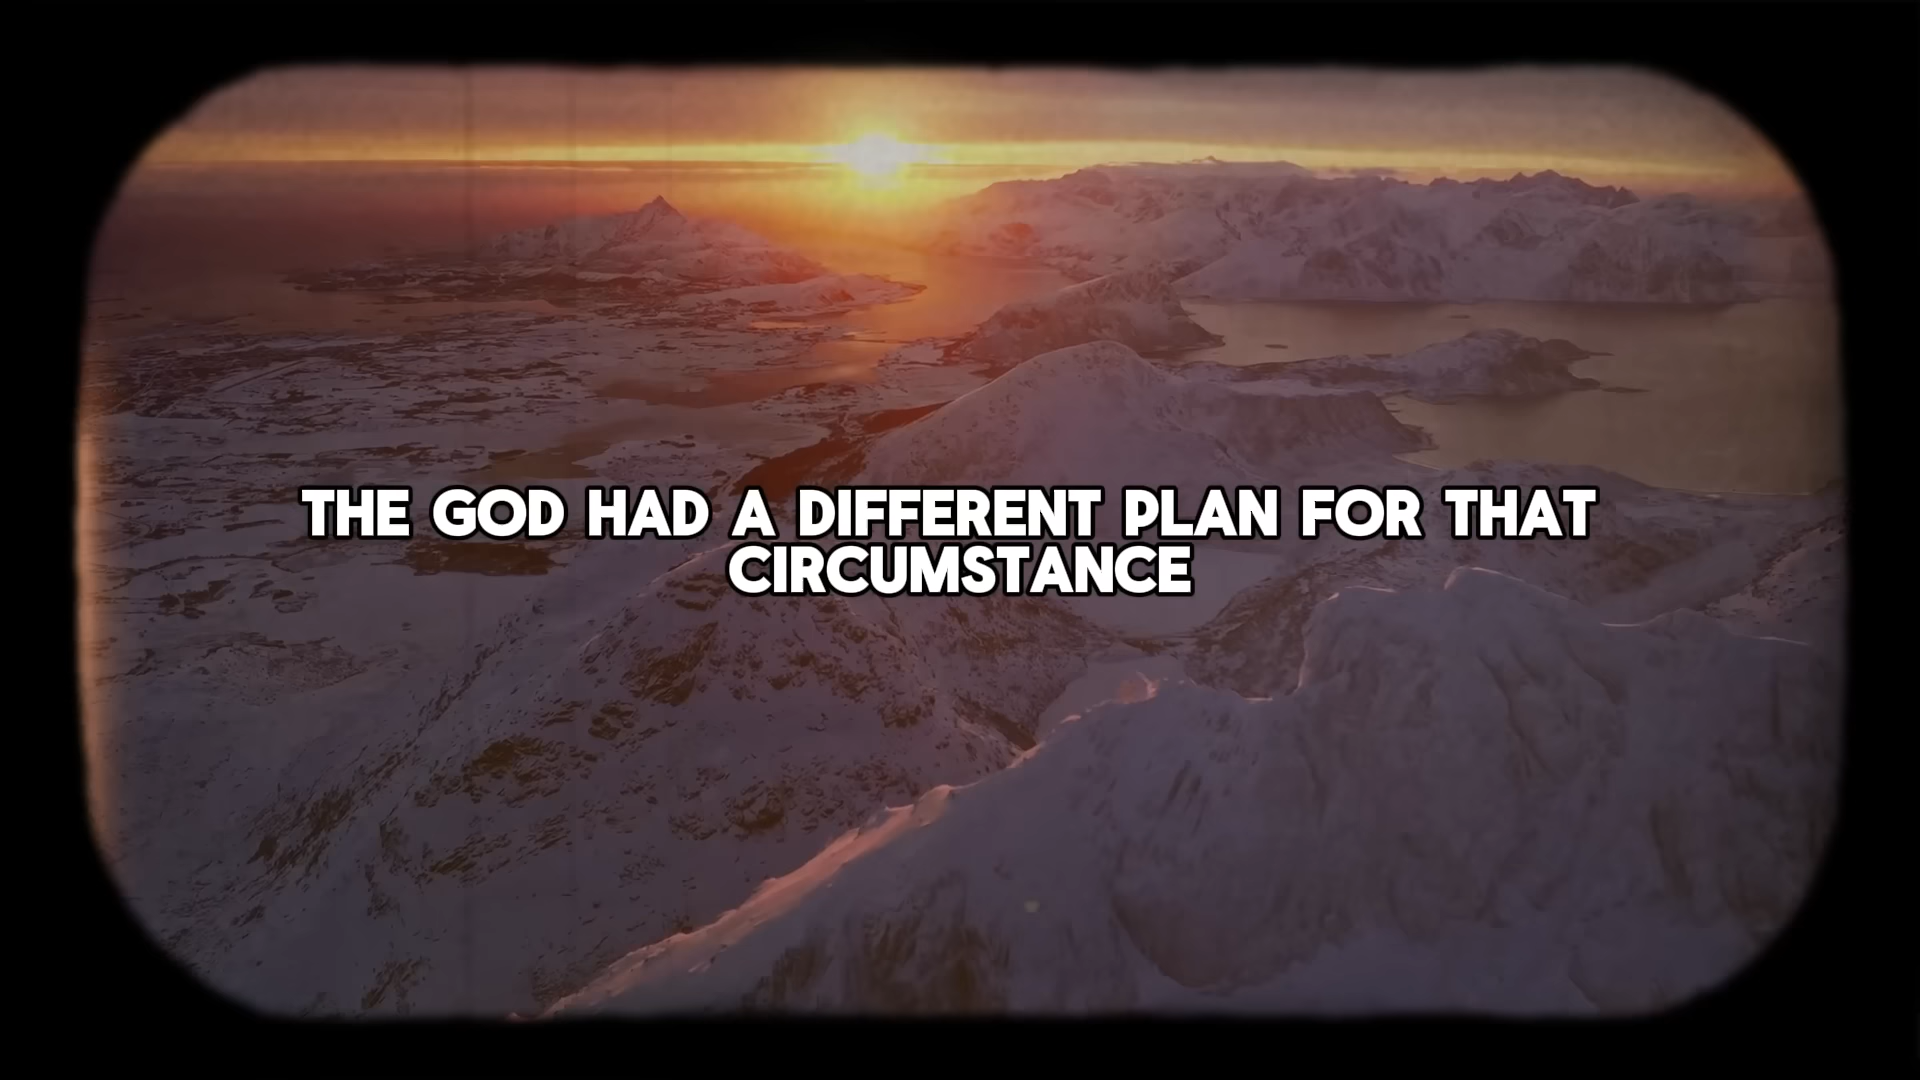 THE GOD HAD A DIFFERENT PLAN FOR THAT
CIRCUMSTANCE